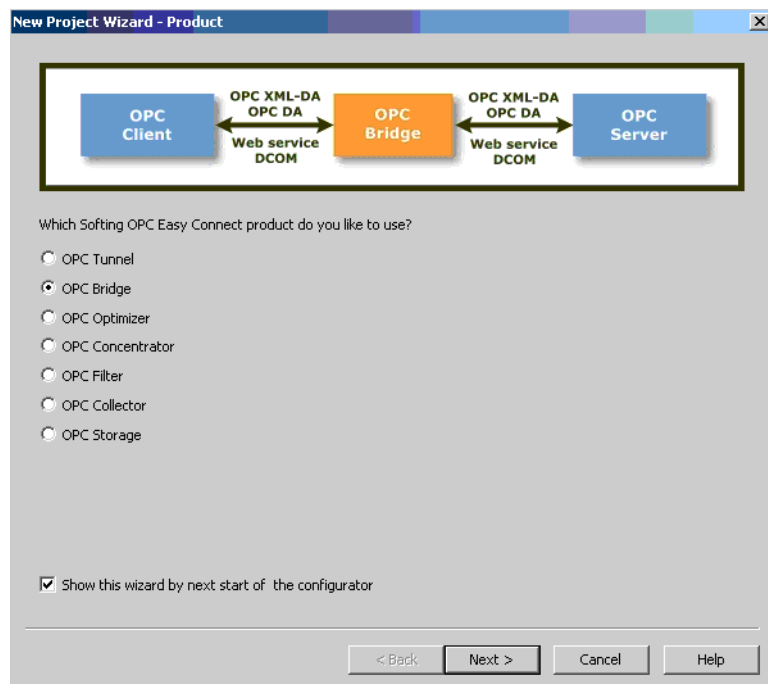 New Project Wizard - Product
OPC Client
OPC XML-DA
OPC DA
Web service
DCOM
OPC Bridge
OPC XML-DA
OPC DA
Web service
DCOM
OPC Server
Which Softing OPC Easy Connect product do you like to use?
OPC Tunnel
OPC Bridge
OPC Optimizer
OPC Concentrator
OPC Filter
OPC Collector
OPC Storage
Show this wizard by next start of the configurator
< Back
Next >
Cancel
Help